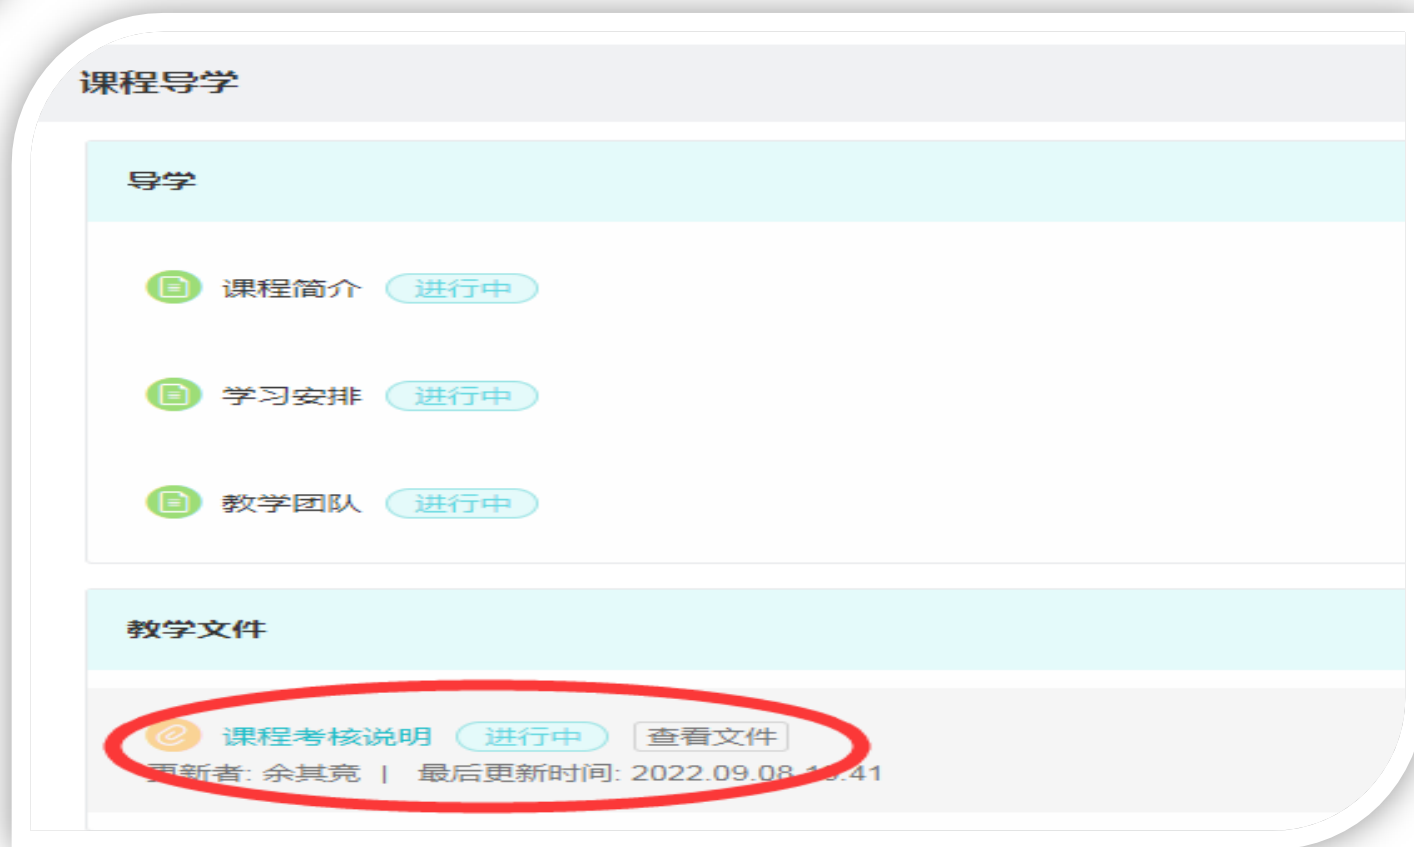 课程导学
导学
课程简介 进行中
学习安排 进行中
教学团队 进行中
教学文件
课程考核说明 进行中 查看文件
更新者: 余其竞 | 最后更新时间: 2022.09.08